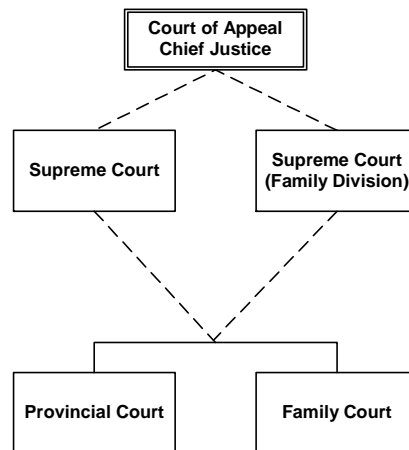 Court of Appeal
Chief Justice
Supreme Court
Supreme Court
(Family Division)
Provincial Court
Family Court